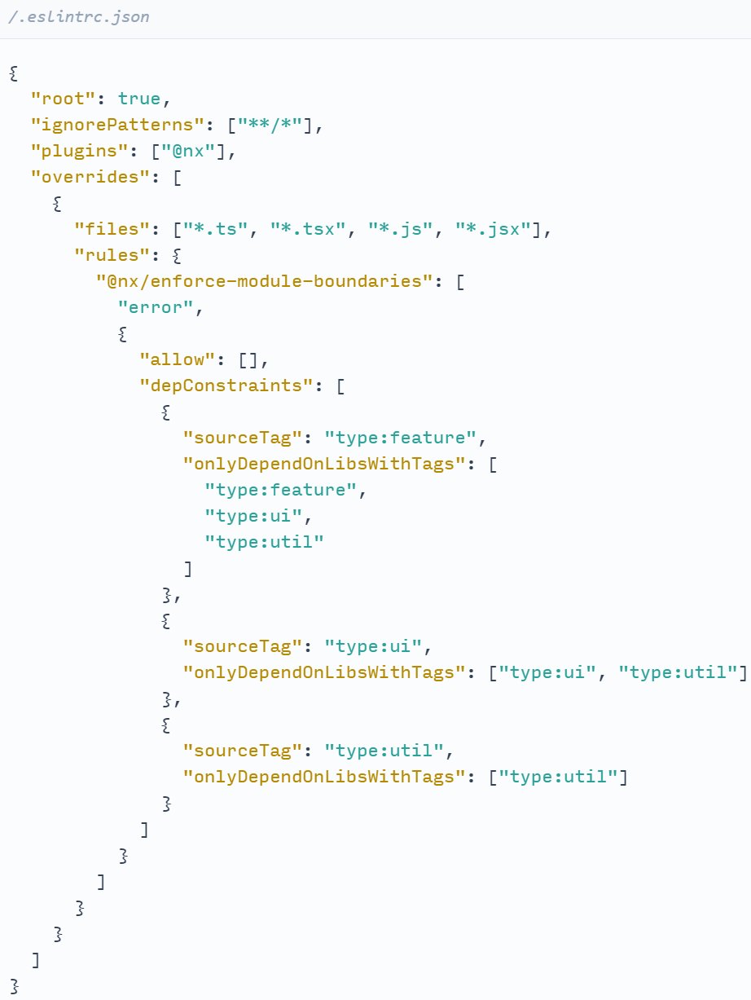 /.eslintrc.json
{
  "root": true,
  "ignorePatterns": ["**/*"],
  "plugins": ["@nx"],
  "overrides": [
    {
      "files": ["*.ts", "*.tsx", "*.js", "*.jsx"],
      "rules": {
        "@nx/enforce-module-boundaries": [
          "error",
          {
            "allow": [],
            "depConstraints": [
              {
                "sourceTag": "type:feature",
                "onlyDependOnLibsWithTags": [
                  "type:feature",
                  "type:ui",
                  "type:util"
                ]
              },
              {
                "sourceTag": "type:ui",
                "onlyDependOnLibsWithTags": ["type:ui", "type:util"]
              },
              {
                "sourceTag": "type:util",
                "onlyDependOnLibsWithTags": ["type:util"]
              }
            ]
          }
        ]
      }
    }
  ]
}